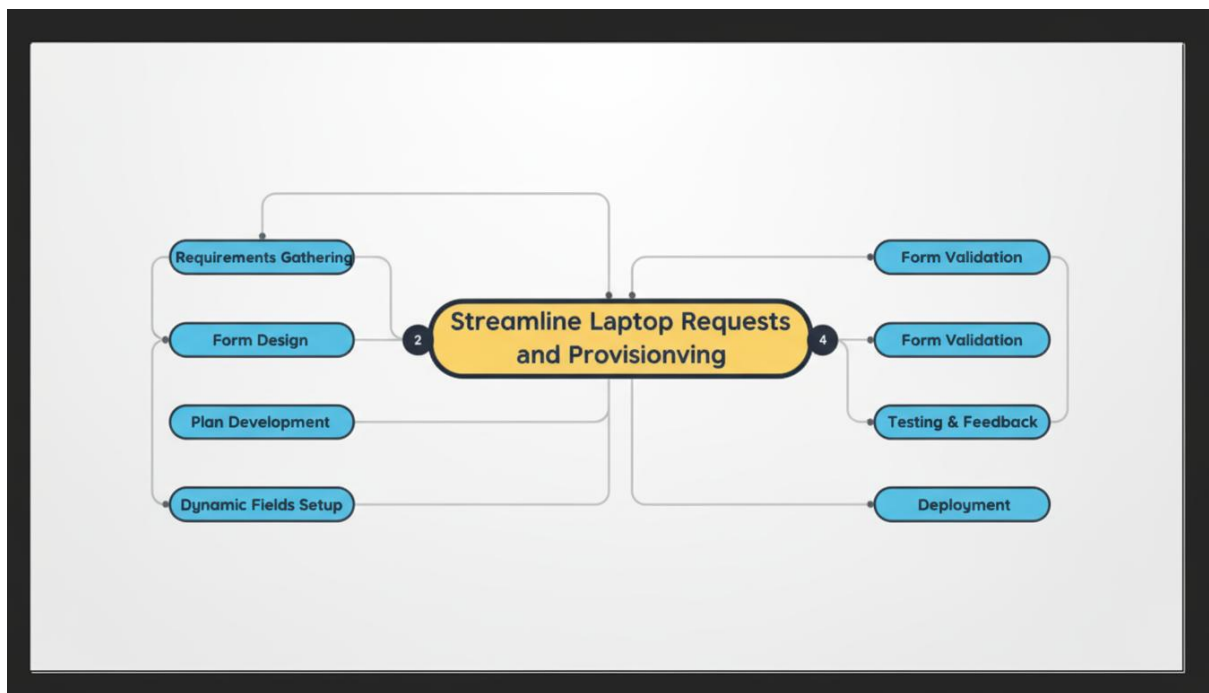 Requirements Gathering
Form Design
Plan Development
Dynamic Fields Setup
2
Streamline Laptop Requests
and Provisionving
4
Form Validation
Form Validation
Testing & Feedback
Deployment